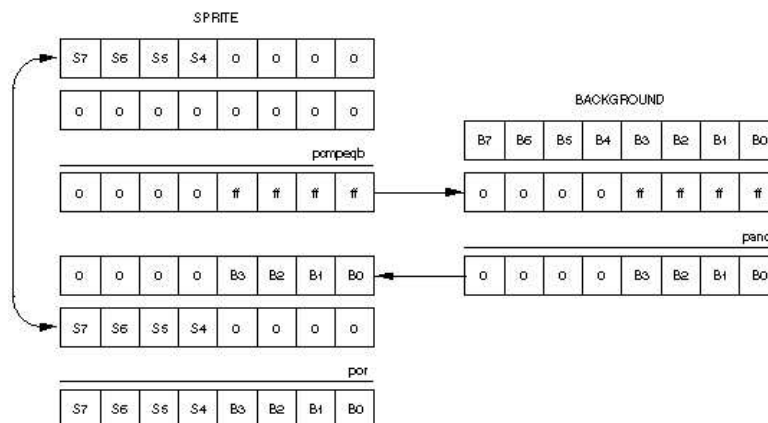 SPRITE
S7 S6 S5 S4 0 0 0 0
0 0 0 0 0 0 0 0
BACKGROUND
B7 B6 B5 B4 B3 B2 B1 B0
pcmpeqb
0 0 0 0 ff ff ff ff
0 0 0 0 ff ff ff ff
pand
0 0 0 0 B3 B2 B1 B0
0 0 0 0 B3 B2 B1 B0
S7 S6 S5 S4 0 0 0 0
por
S7 S6 S5 S4 B3 B2 B1 B0